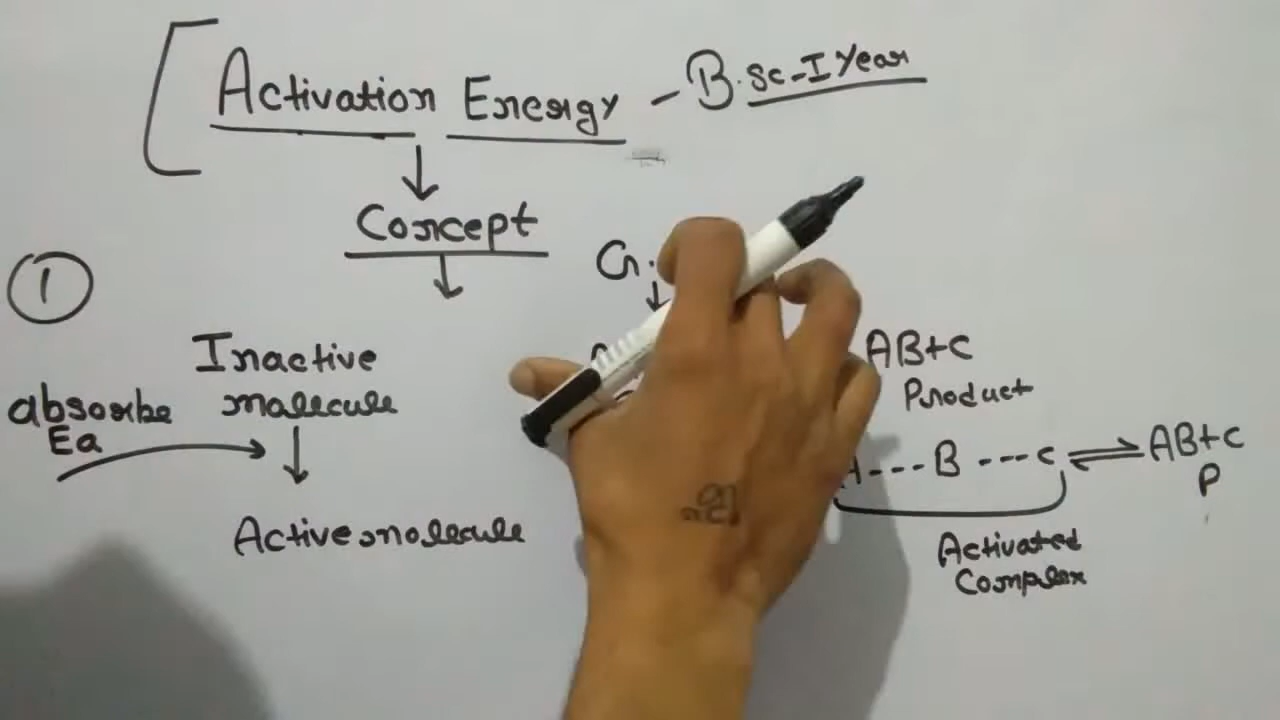 Activation Energy - B.Sc-I Year
Concept
1
Inactive
molecule
absorbe
Ea
Active molecule
AB+C
Product
A---B---C ⇌ AB+C
P
Activated
Complex